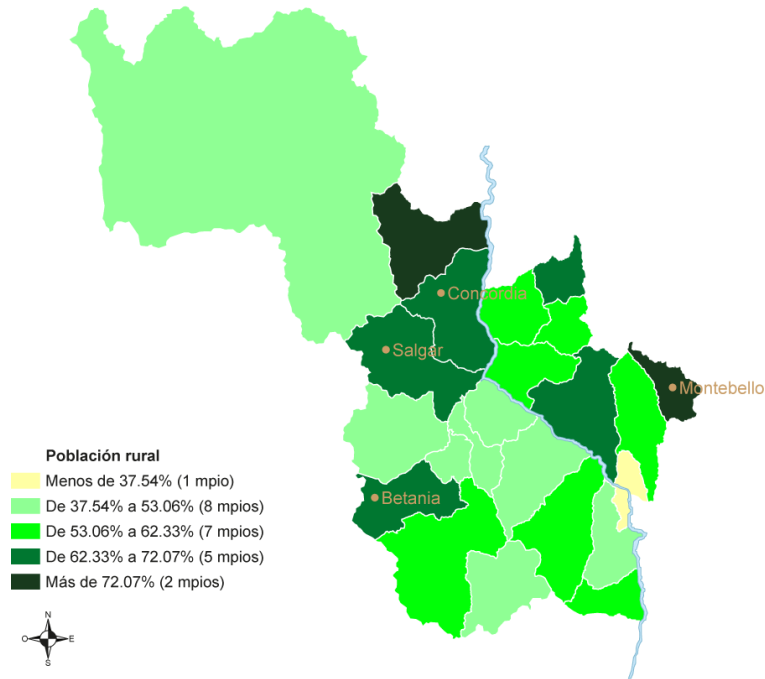 Concordia
Salgar
Montebello
Betania
Población rural
Menos de 37.54% (1 mpio)
De 37.54% a 53.06% (8 mpios)
De 53.06% a 62.33% (7 mpios)
De 62.33% a 72.07% (5 mpios)
Más de 72.07% (2 mpios)
N
O E
S